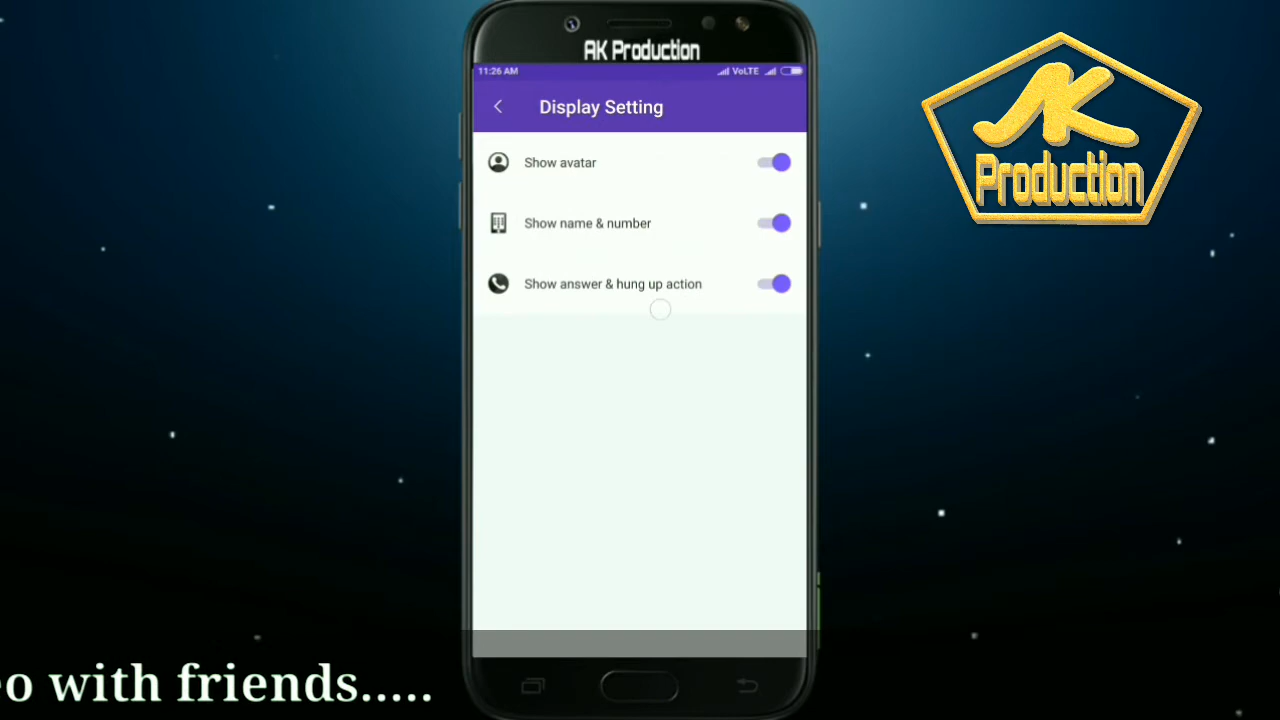 AK Production
11:26 AM
VoLTE
Display Setting
Show avatar
Show name & number
Show answer & hung up action
AK
Production
o with friends.....